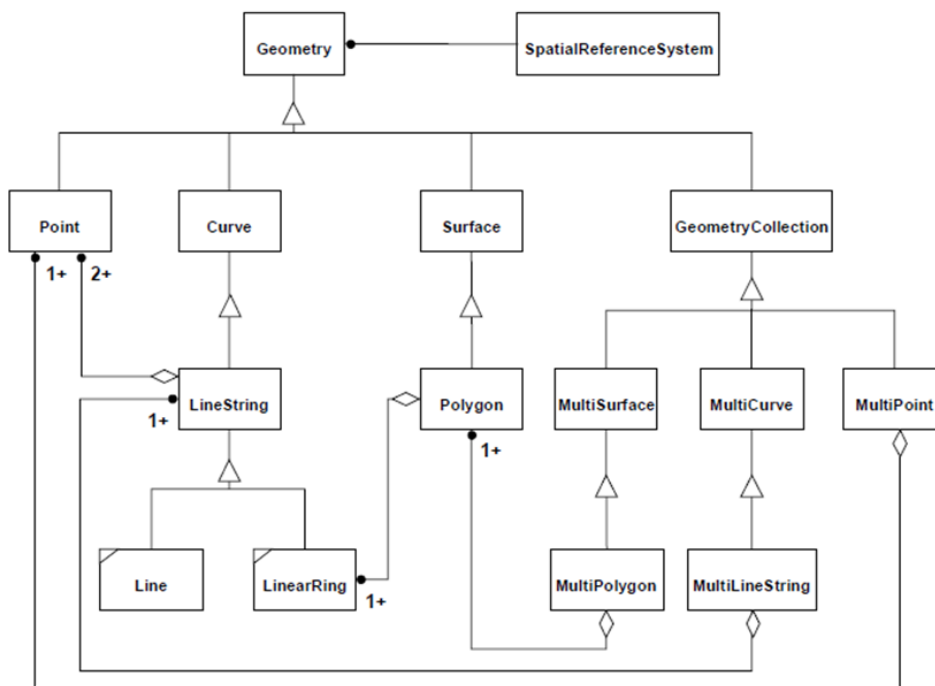 Geometry
SpatialReferenceSystem
Point
Curve
Surface
GeometryCollection
1+
2+
LineString
1+
Polygon
1+
MultiSurface
MultiCurve
MultiPoint
Line
LinearRing
1+
MultiPolygon
MultiLineString